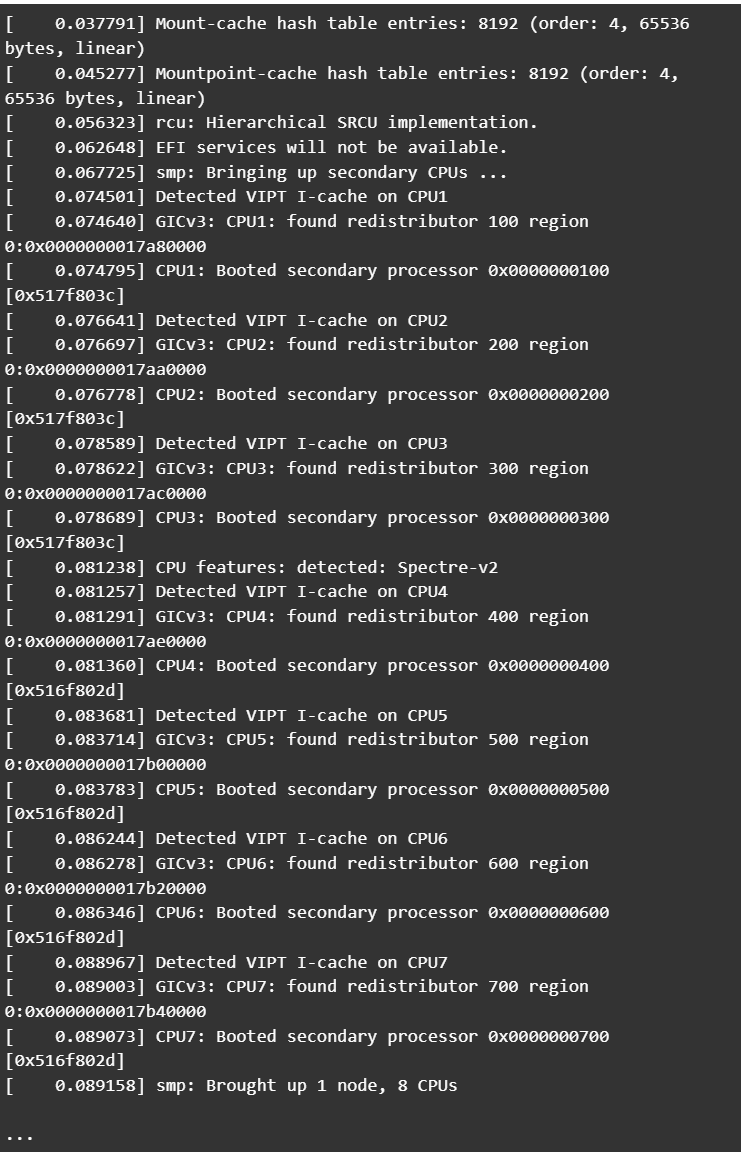 [    0.037791] Mount-cache hash table entries: 8192 (order: 4, 65536
bytes, linear)
[    0.045277] Mountpoint-cache hash table entries: 8192 (order: 4,
65536 bytes, linear)
[    0.056323] rcu: Hierarchical SRCU implementation.
[    0.062648] EFI services will not be available.
[    0.067725] smp: Bringing up secondary CPUs ...
[    0.074501] Detected VIPT I-cache on CPU1
[    0.074640] GICv3: CPU1: found redistributor 100 region
0:0x0000000017a80000
[    0.074795] CPU1: Booted secondary processor 0x0000000100
[0x517f803c]
[    0.076641] Detected VIPT I-cache on CPU2
[    0.076697] GICv3: CPU2: found redistributor 200 region
0:0x0000000017aa0000
[    0.076778] CPU2: Booted secondary processor 0x0000000200
[0x517f803c]
[    0.078589] Detected VIPT I-cache on CPU3
[    0.078622] GICv3: CPU3: found redistributor 300 region
0:0x0000000017ac0000
[    0.078689] CPU3: Booted secondary processor 0x0000000300
[0x517f803c]
[    0.081238] CPU features: detected: Spectre-v2
[    0.081257] Detected VIPT I-cache on CPU4
[    0.081291] GICv3: CPU4: found redistributor 400 region
0:0x0000000017ae0000
[    0.081360] CPU4: Booted secondary processor 0x0000000400
[0x516f802d]
[    0.083681] Detected VIPT I-cache on CPU5
[    0.083714] GICv3: CPU5: found redistributor 500 region
0:0x0000000017b00000
[    0.083783] CPU5: Booted secondary processor 0x0000000500
[0x516f802d]
[    0.086244] Detected VIPT I-cache on CPU6
[    0.086278] GICv3: CPU6: found redistributor 600 region
0:0x0000000017b20000
[    0.086346] CPU6: Booted secondary processor 0x0000000600
[0x516f802d]
[    0.088967] Detected VIPT I-cache on CPU7
[    0.089003] GICv3: CPU7: found redistributor 700 region
0:0x0000000017b40000
[    0.089073] CPU7: Booted secondary processor 0x0000000700
[0x516f802d]
[    0.089158] smp: Brought up 1 node, 8 CPUs
...